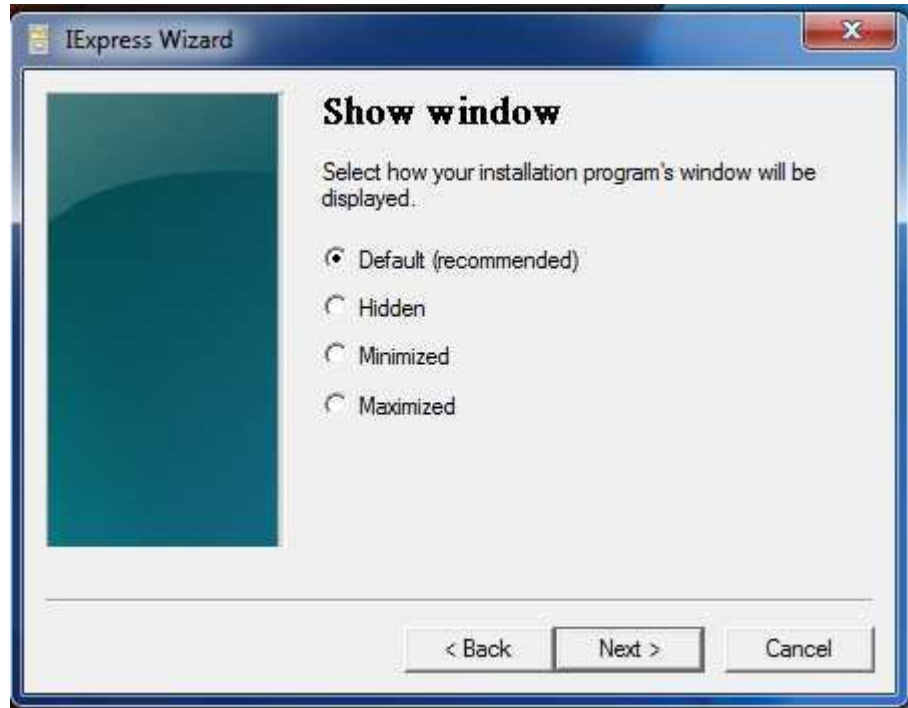 IExpress Wizard
Show window
Select how your installation program's window will be
displayed.
Default (recommended)
Hidden
Minimized
Maximized
< Back Next > Cancel